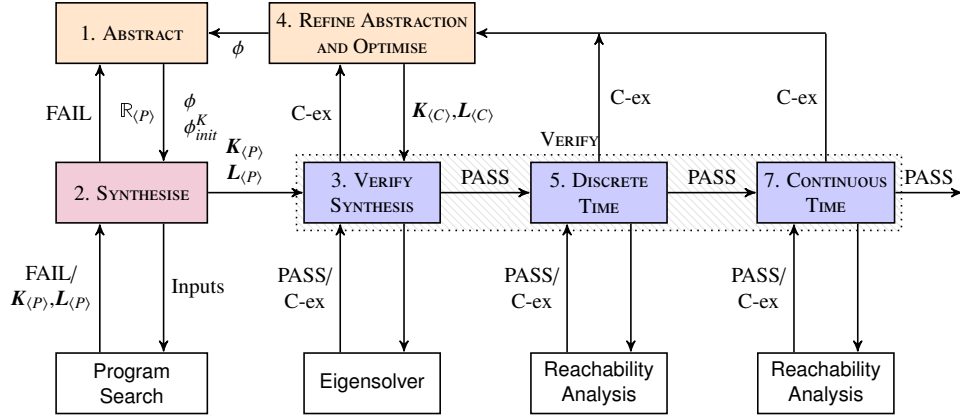 1. ABSTRACT
4. REFINE ABSTRACTION
AND OPTIMISE
ϕ
FAIL
ℝ⟨P⟩
ϕ
ϕ^K_init
C-ex
K⟨C⟩,L⟨C⟩
C-ex
C-ex
VERIFY
K⟨P⟩
L⟨P⟩
2. SYNTHESISE
3. VERIFY
SYNTHESIS
PASS
5. DISCRETE
TIME
PASS
7. CONTINUOUS
TIME
PASS
FAIL/
K⟨P⟩,L⟨P⟩
Inputs
PASS/
C-ex
PASS/
C-ex
PASS/
C-ex
Program
Search
Eigensolver
Reachability
Analysis
Reachability
Analysis